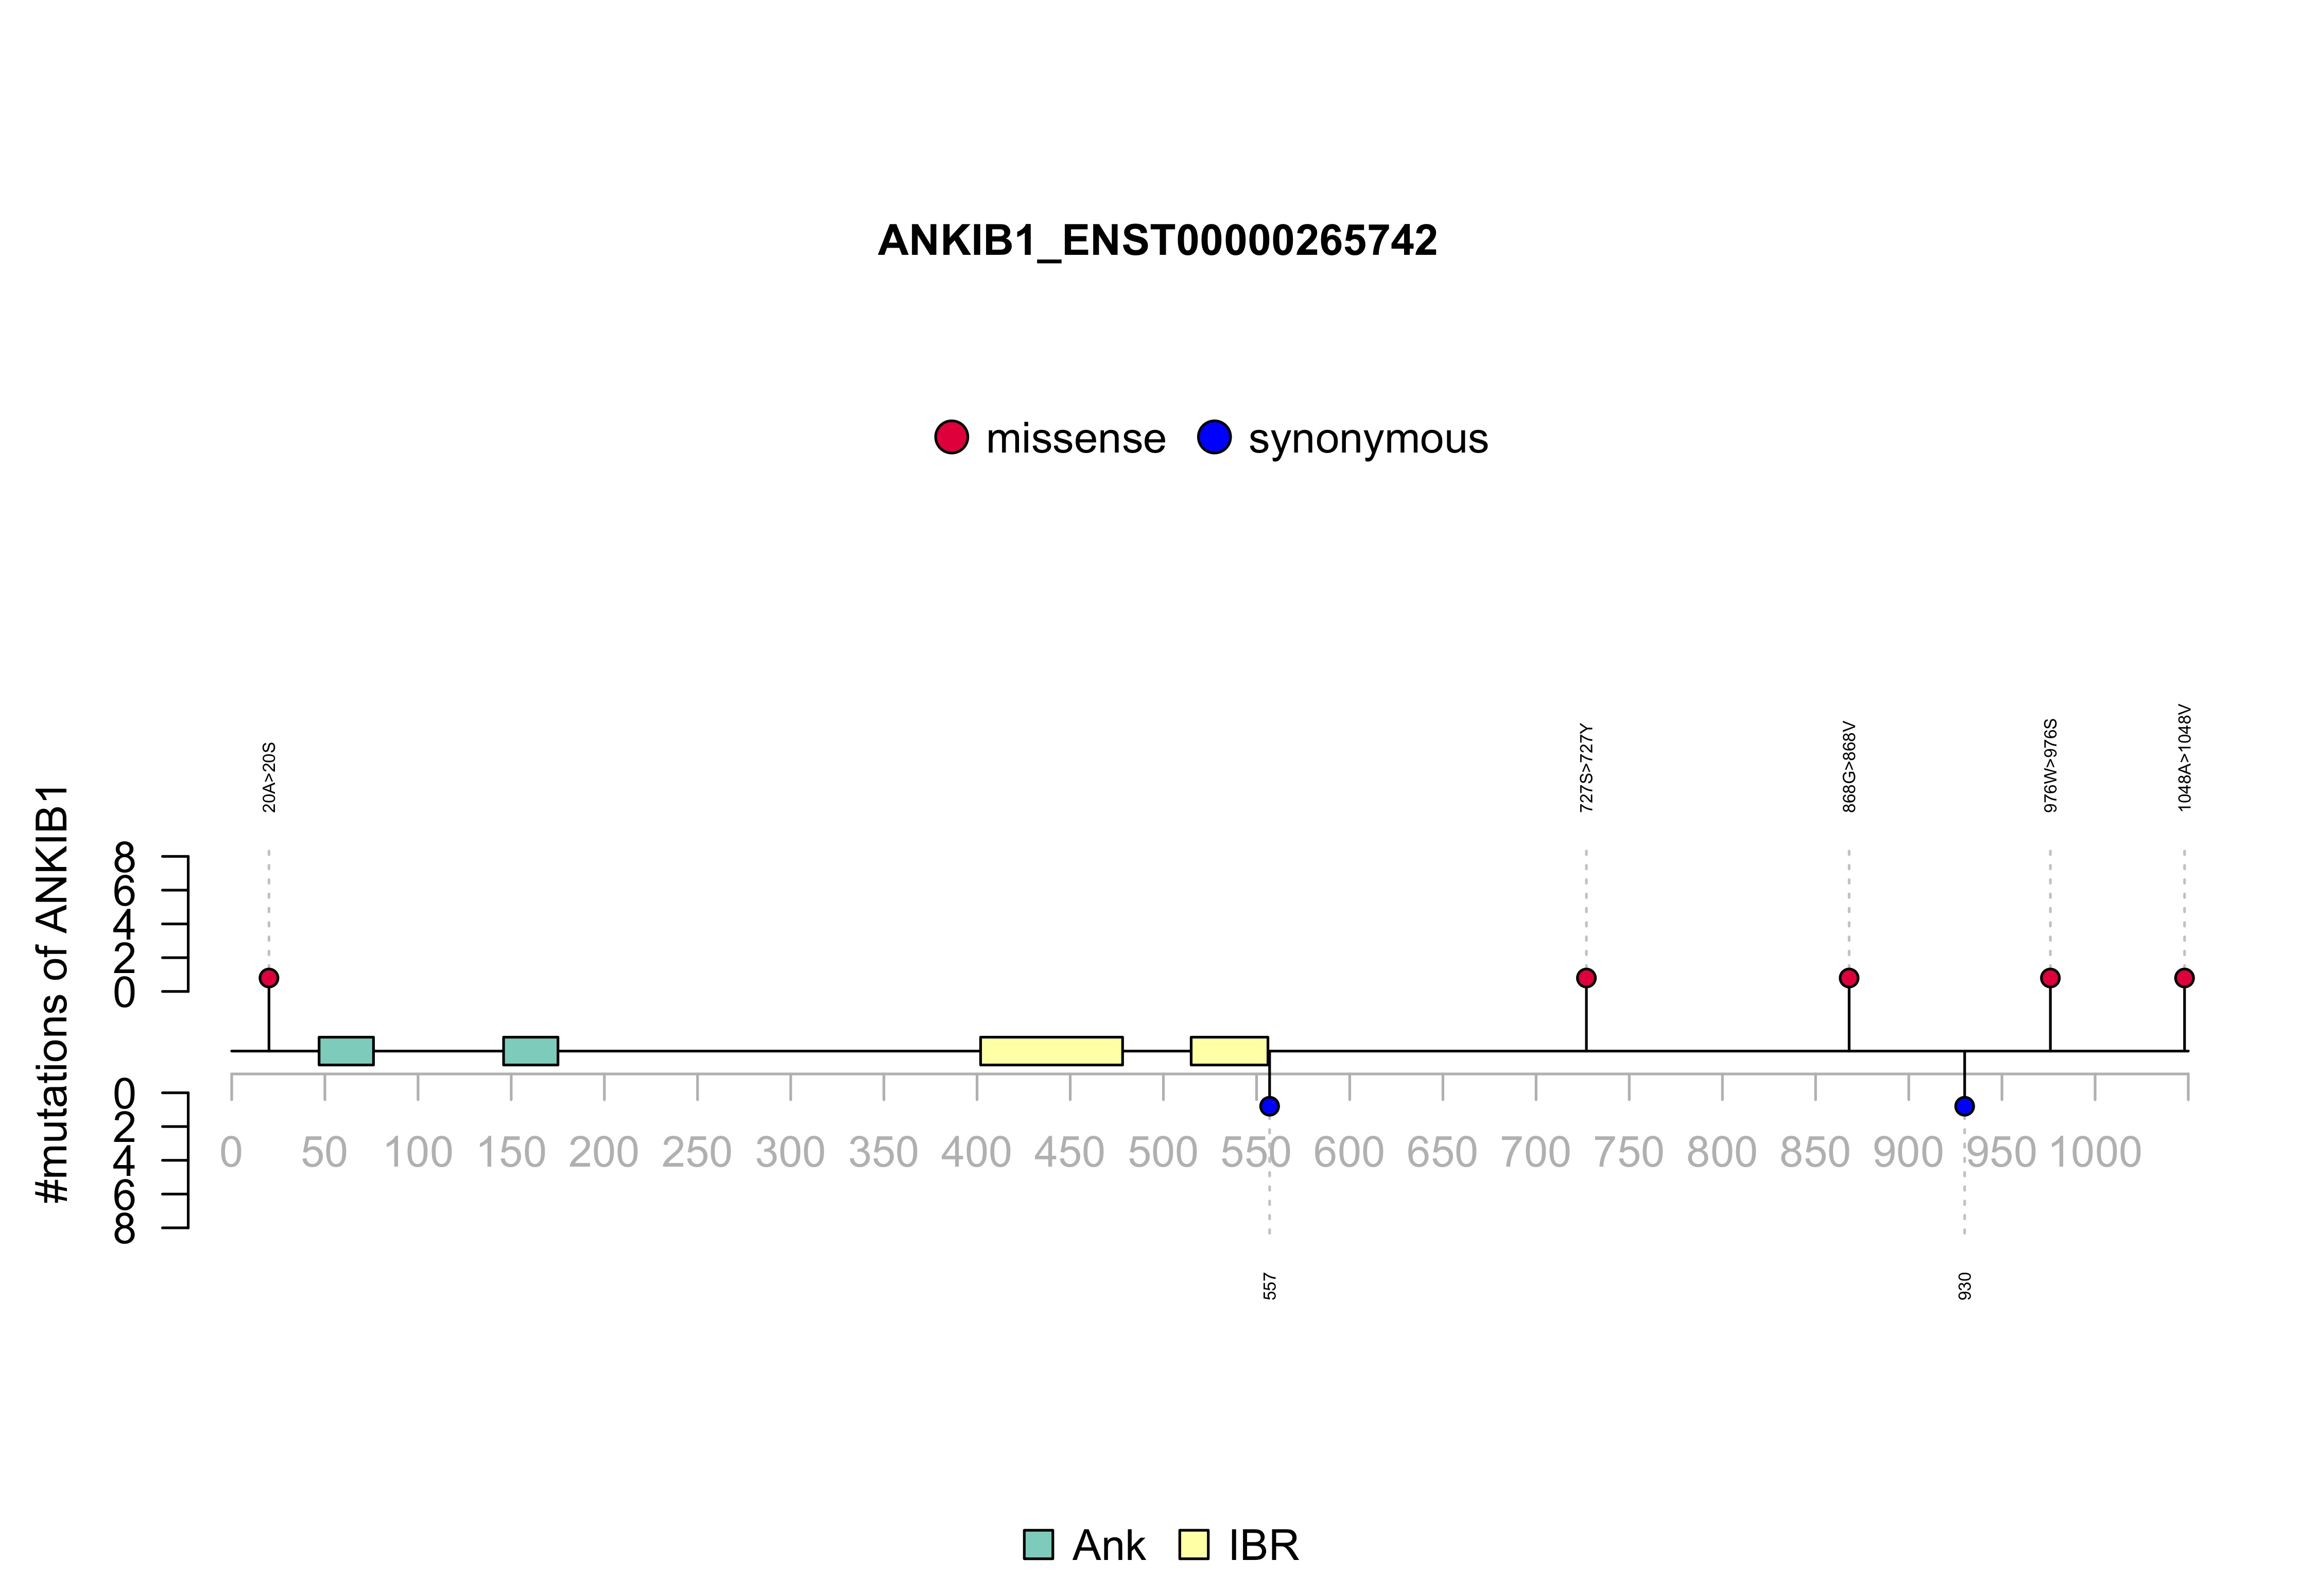 ANKIB1_ENST00000265742
missense synonymous
20A>20S
727S>727Y
868G>868V
976W>976S
1048A>1048V
#mutations of ANKIB1
8
6
4
2
0
0
2
4
6
8
0 50 100 150 200 250 300 350 400 450 500 550 600 650 700 750 800 850 900 950 1000
557
930
Ank IBR